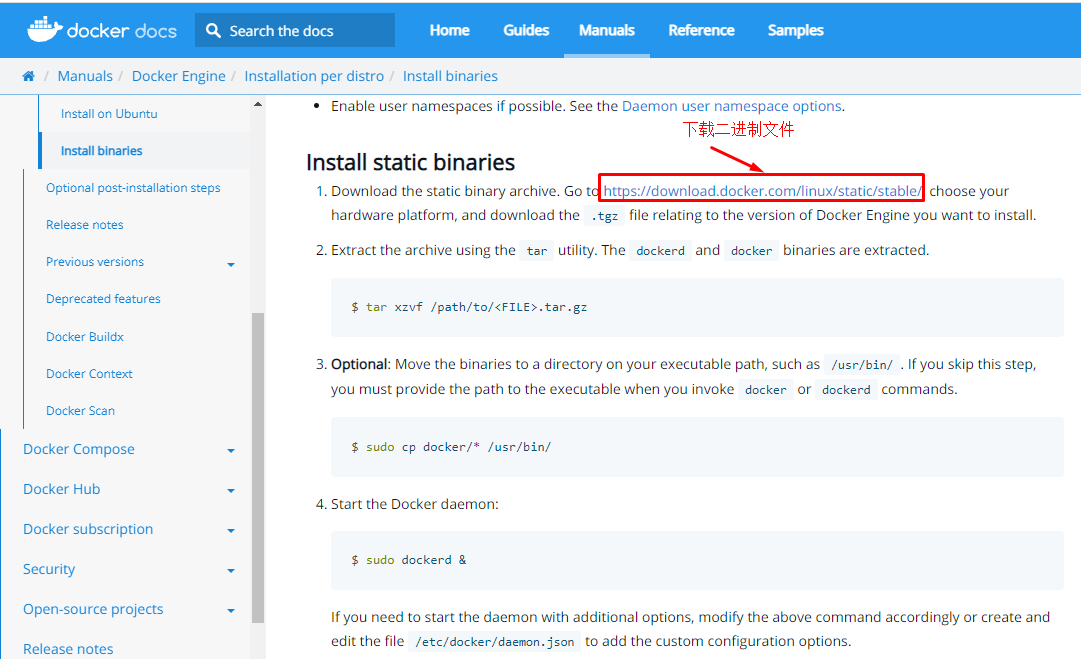 docker docs
Search the docs
Home
Guides
Manuals
Reference
Samples
/ Manuals / Docker Engine / Installation per distro / Install binaries
Install on Ubuntu
Install binaries
Optional post-installation steps
Release notes
Previous versions
Deprecated features
Docker Buildx
Docker Context
Docker Scan
Docker Compose
Docker Hub
Docker subscription
Security
Open-source projects
Release notes
• Enable user namespaces if possible. See the Daemon user namespace options.
下载二进制文件
Install static binaries
1. Download the static binary archive. Go to https://download.docker.com/linux/static/stable/, choose your
hardware platform, and download the .tgz file relating to the version of Docker Engine you want to install.
2. Extract the archive using the tar utility. The dockerd and docker binaries are extracted.
$ tar xzvf /path/to/<FILE>.tar.gz
3. Optional: Move the binaries to a directory on your executable path, such as /usr/bin/ . If you skip this step,
you must provide the path to the executable when you invoke docker or dockerd commands.
$ sudo cp docker/* /usr/bin/
4. Start the Docker daemon:
$ sudo dockerd &
If you need to start the daemon with additional options, modify the above command accordingly or create and
edit the file /etc/docker/daemon.json to add the custom configuration options.